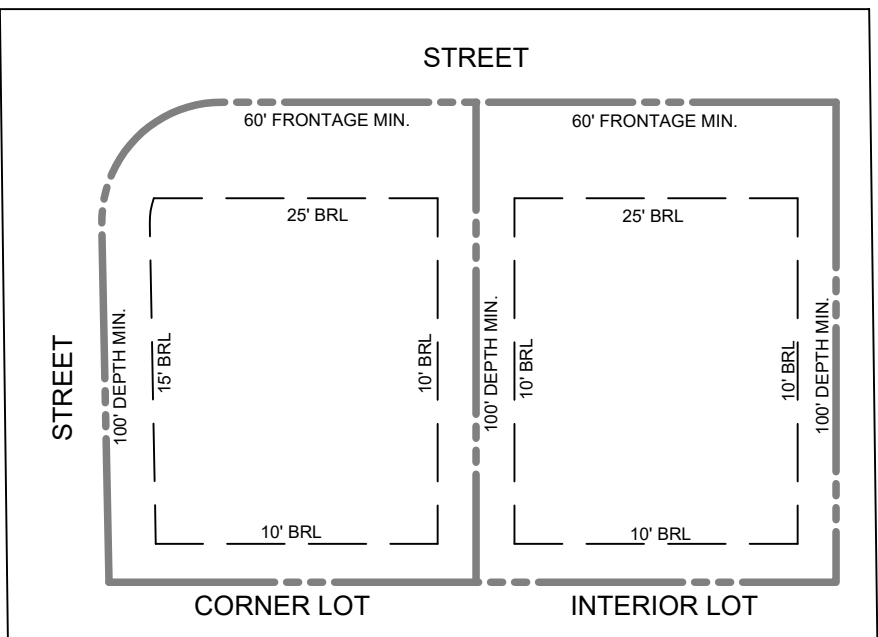 STREET
60' FRONTAGE MIN.
60' FRONTAGE MIN.
25' BRL
25' BRL
STREET
100' DEPTH MIN.
15' BRL
10' BRL
100' DEPTH MIN.
10' BRL
10' BRL
100' DEPTH MIN.
10' BRL
10' BRL
CORNER LOT
INTERIOR LOT